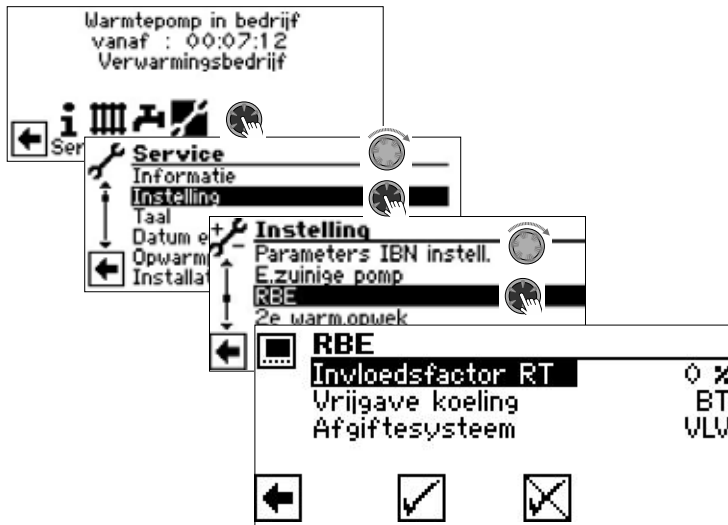 Warmtepomp in bedrijf
vanaf : 00:07:12
Verwarmingsbedrijf
Ser
Service
Informatie
Instelling
Taal
Datum e
Opwarm
Installat
Instelling
Parameters IBN instell.
E.zuinige pomp
RBE
2e warm.opwek
RBE
Invloedsfactor RT 0 %
Vrijgave koeling BT
Afgiftesysteem VLV